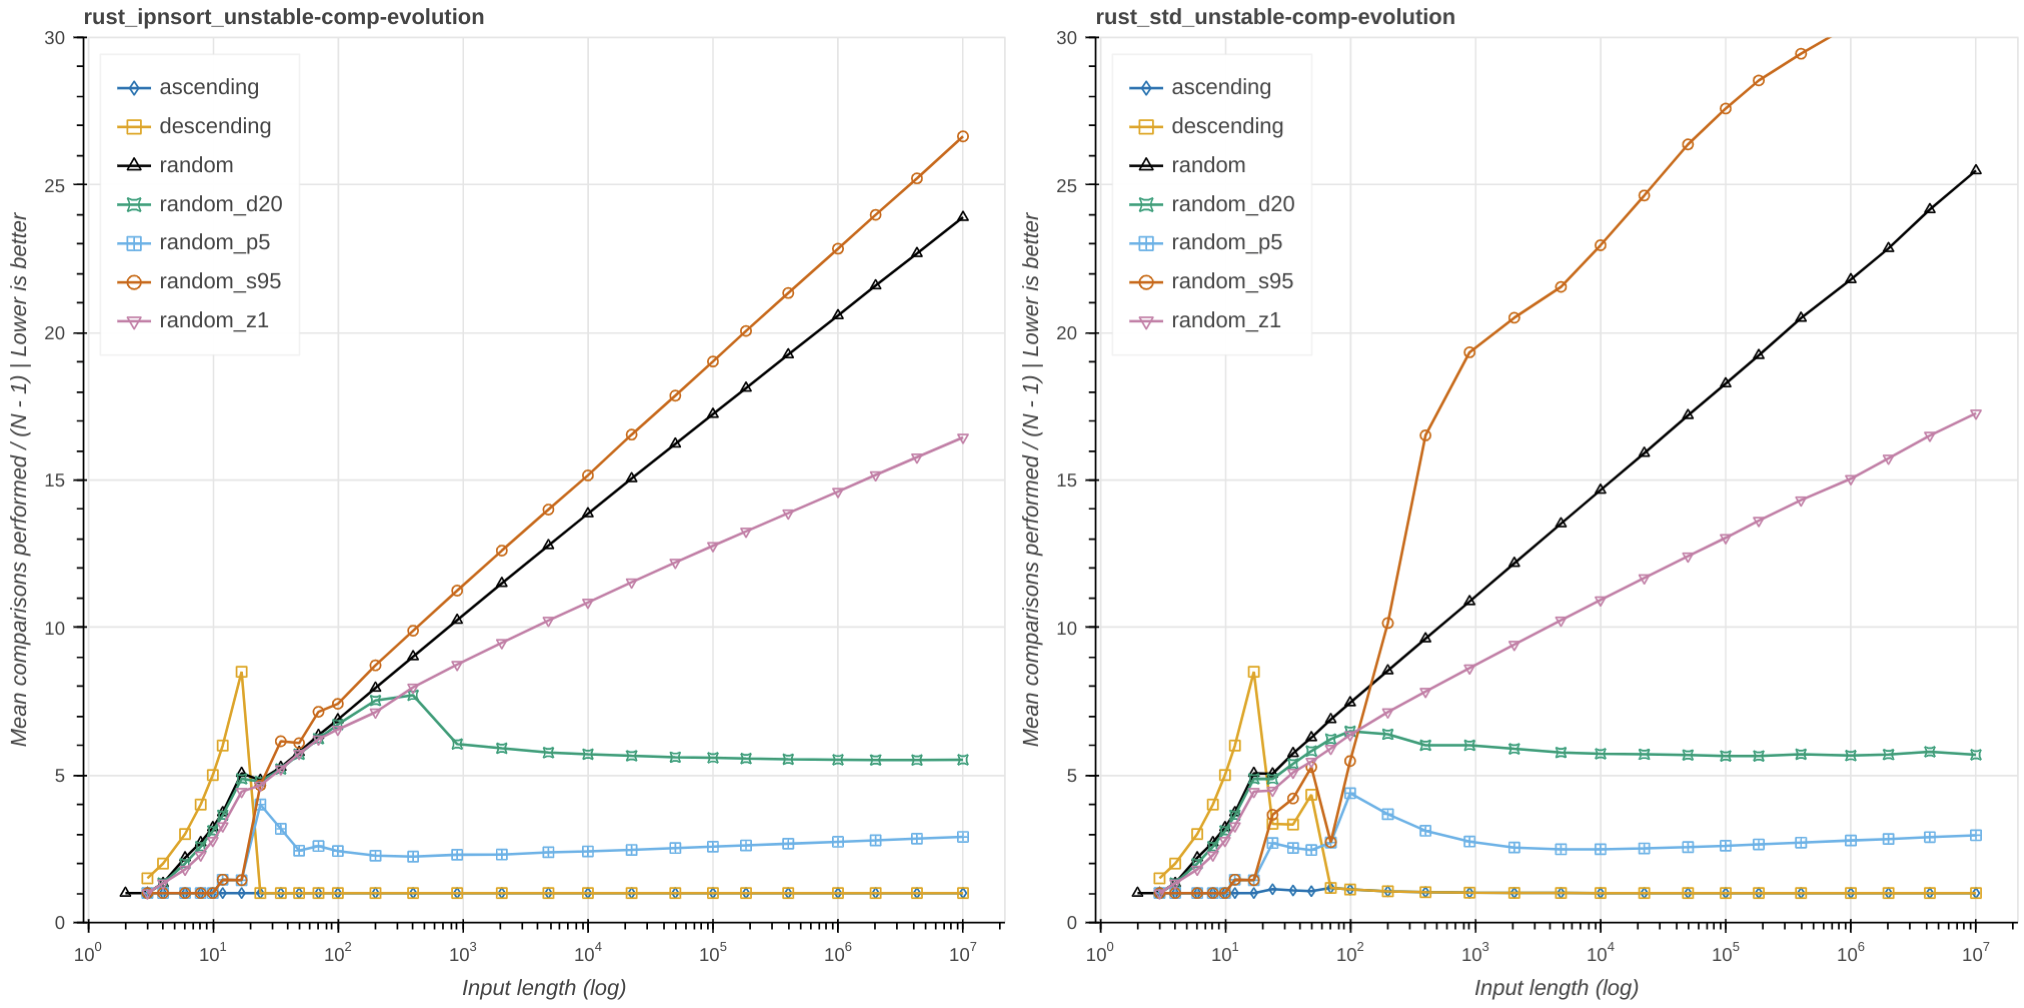 rust_ipnsort_unstable-comp-evolution
30
25
20
15
10
5
0
Mean comparisons performed / (N - 1) | Lower is better
ascending
descending
random
random_d20
random_p5
random_s95
random_z1
10⁰ 10¹ 10² 10³ 10⁴ 10⁵ 10⁶ 10⁷
Input length (log)
rust_std_unstable-comp-evolution
30
25
20
15
10
5
0
Mean comparisons performed / (N - 1) | Lower is better
ascending
descending
random
random_d20
random_p5
random_s95
random_z1
10⁰ 10¹ 10² 10³ 10⁴ 10⁵ 10⁶ 10⁷
Input length (log)